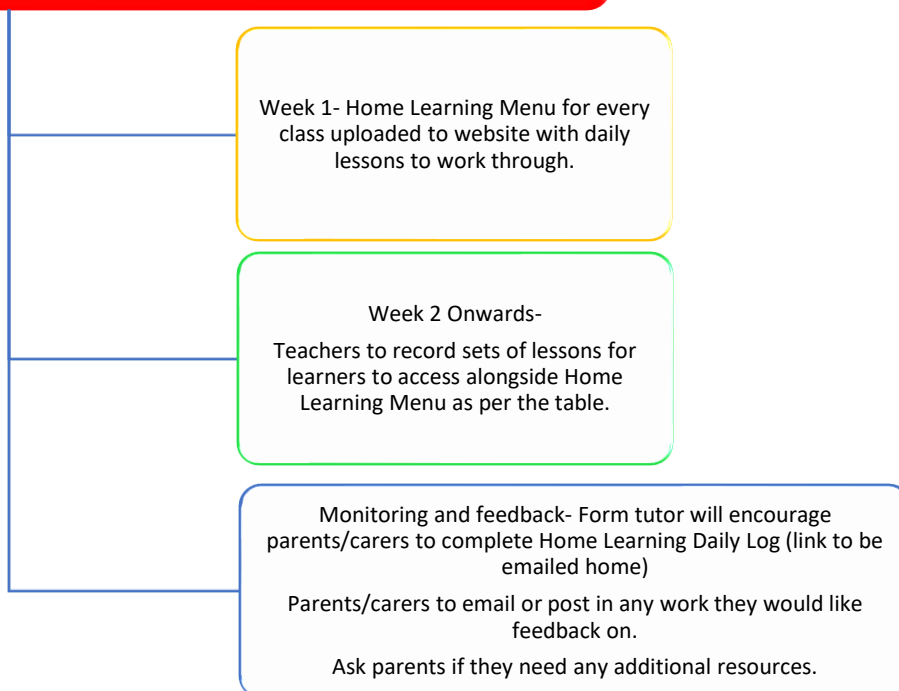 Week 1- Home Learning Menu for every
class uploaded to website with daily
lessons to work through.
Week 2 Onwards-
Teachers to record sets of lessons for
learners to access alongside Home
Learning Menu as per the table.
Monitoring and feedback- Form tutor will encourage
parents/carers to complete Home Learning Daily Log (link to be
emailed home)
Parents/carers to email or post in any work they would like
feedback on.
Ask parents if they need any additional resources.